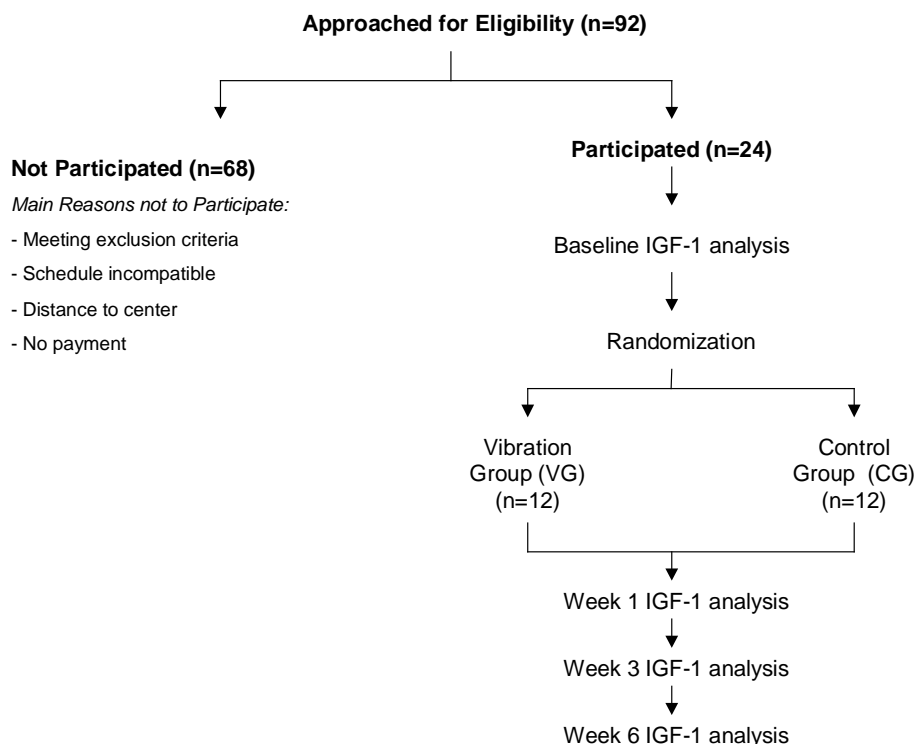 Approached for Eligibility (n=92)
Not Participated (n=68)
Main Reasons not to Participate:
- Meeting exclusion criteria
- Schedule incompatible
- Distance to center
- No payment
Participated (n=24)
Baseline IGF-1 analysis
Randomization
Vibration
Group (VG)
(n=12)
Control
Group (CG)
(n=12)
Week 1 IGF-1 analysis
Week 3 IGF-1 analysis
Week 6 IGF-1 analysis